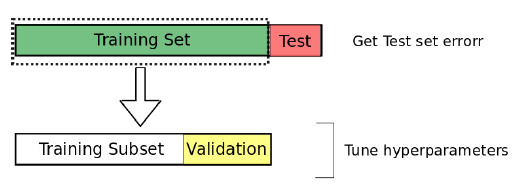 Training Set
Test
Get Test set errorr
Training Subset
Validation
Tune hyperparameters